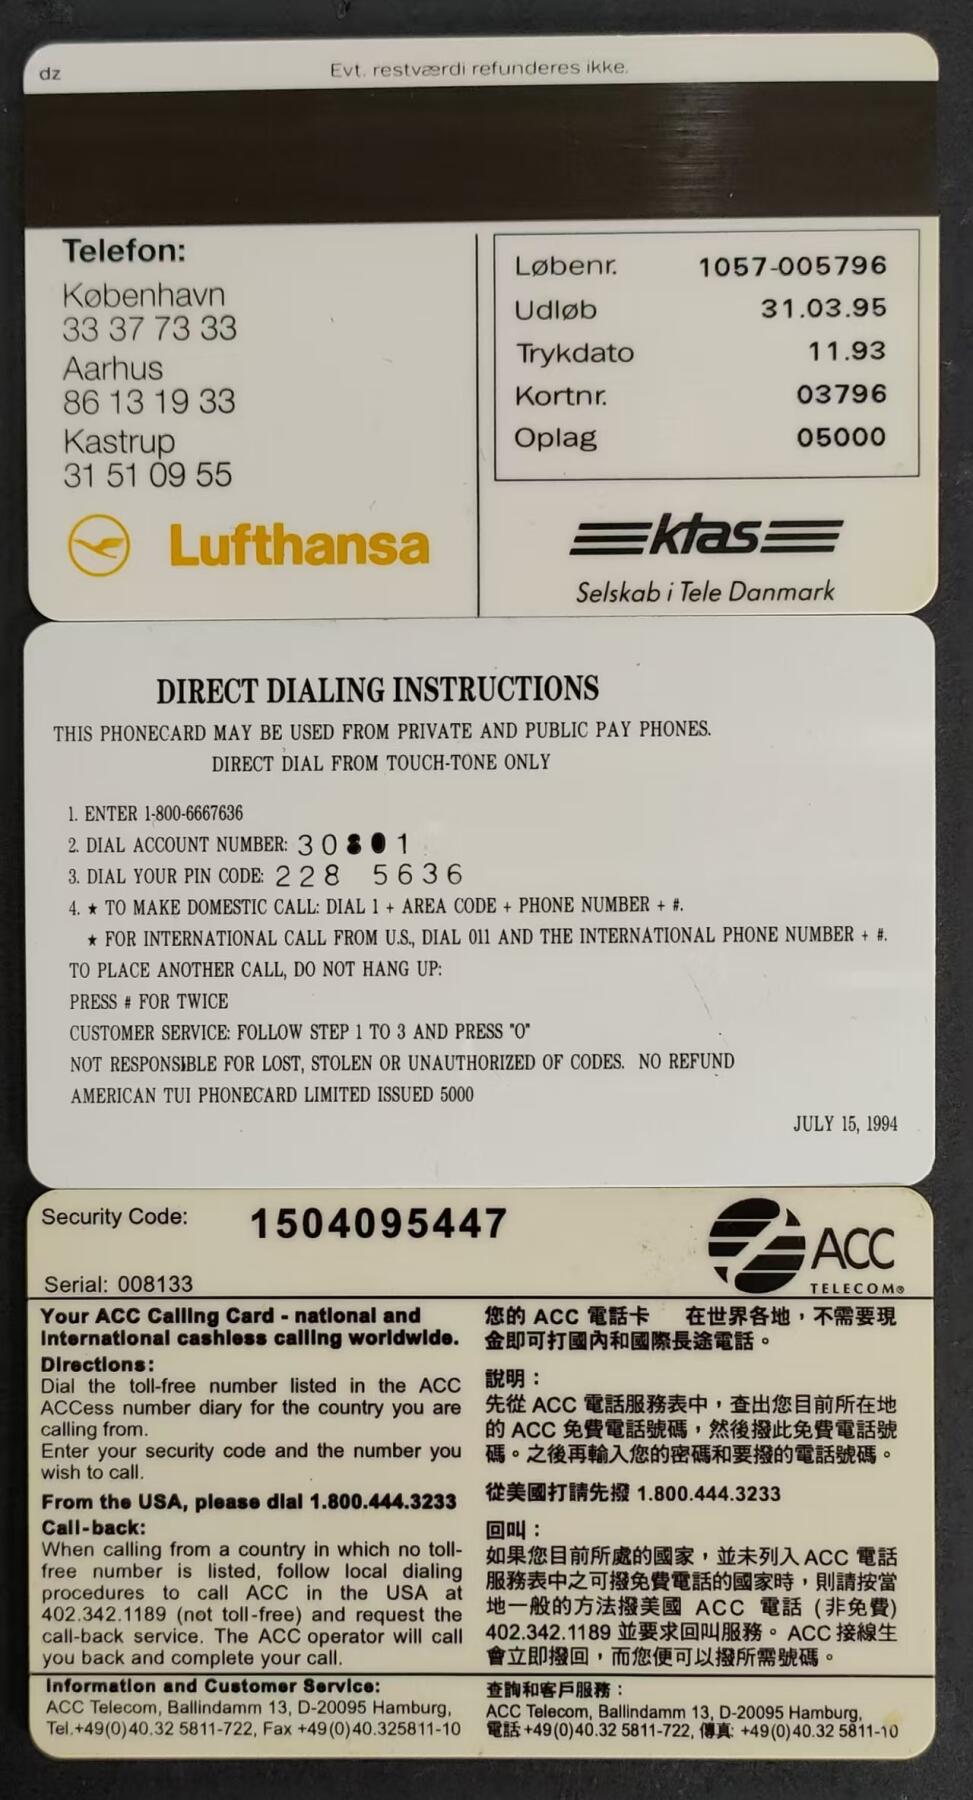 dz
Evt. restværdi refunderes ikke.
Telefon:
København
33 37 73 33
Aarhus
86 13 19 33
Kastrup
31 51 09 55
Lufthansa
Løbenr. 1057-005796
Udløb 31.03.95
Trykdato 11.93
Kortnr. 03796
Oplag 05000
ktas
Selskab i Tele Danmark
DIRECT DIALING INSTRUCTIONS
THIS PHONECARD MAY BE USED FROM PRIVATE AND PUBLIC PAY PHONES.
DIRECT DIAL FROM TOUCH-TONE ONLY
1. ENTER 1-800-6667636
2. DIAL ACCOUNT NUMBER: 30801
3. DIAL YOUR PIN CODE: 228 5636
4. ★ TO MAKE DOMESTIC CALL: DIAL 1 + AREA CODE + PHONE NUMBER + #.
★ FOR INTERNATIONAL CALL FROM U.S., DIAL 011 AND THE INTERNATIONAL PHONE NUMBER + #.
TO PLACE ANOTHER CALL, DO NOT HANG UP:
PRESS # FOR TWICE
CUSTOMER SERVICE: FOLLOW STEP 1 TO 3 AND PRESS "O"
NOT RESPONSIBLE FOR LOST, STOLEN OR UNAUTHORIZED OF CODES. NO REFUND
AMERICAN TUI PHONECARD LIMITED ISSUED 5000
JULY 15, 1994
Security Code: 1504095447
Serial: 008133
ACC
TELECOM®
Your ACC Calling Card - national and
international cashless calling worldwide.
Directions:
Dial the toll-free number listed in the ACC
ACCess number diary for the country you are
calling from.
Enter your security code and the number you
wish to call.
From the USA, please dial 1.800.444.3233
Call-back:
When calling from a country in which no toll-
free number is listed, follow local dialing
procedures to call ACC in the USA at
402.342.1189 (not toll-free) and request the
call-back service. The ACC operator will call
you back and complete your call.
Information and Customer Service:
ACC Telecom, Ballindamm 13, D-20095 Hamburg,
Tel.+49(0)40.32 5811-722, Fax +49(0)40.325811-10
您的 ACC 電話卡 在世界各地，不需要現
金即可打國內和國際長途電話。
說明：
先從 ACC 電話服務表中，查出您目前所在地
的 ACC 免費電話號碼，然後撥此免費電話號
碼。之後再輸入您的密碼和要撥的電話號碼。
從美國打請先撥 1.800.444.3233
回叫：
如果您目前所處的國家，並未列入 ACC 電話
服務表中之可撥免費電話的國家時，則請按當
地一般的方法撥美國 ACC 電話 (非免費)
402.342.1189 並要求回叫服務。ACC 接線生
會立即撥回，而您便可以撥所需號碼。
查詢和客戶服務：
ACC Telecom, Ballindamm 13, D-20095 Hamburg,
電話 +49(0)40.32 5811-722, 傳真: +49(0)40.32 5811-10